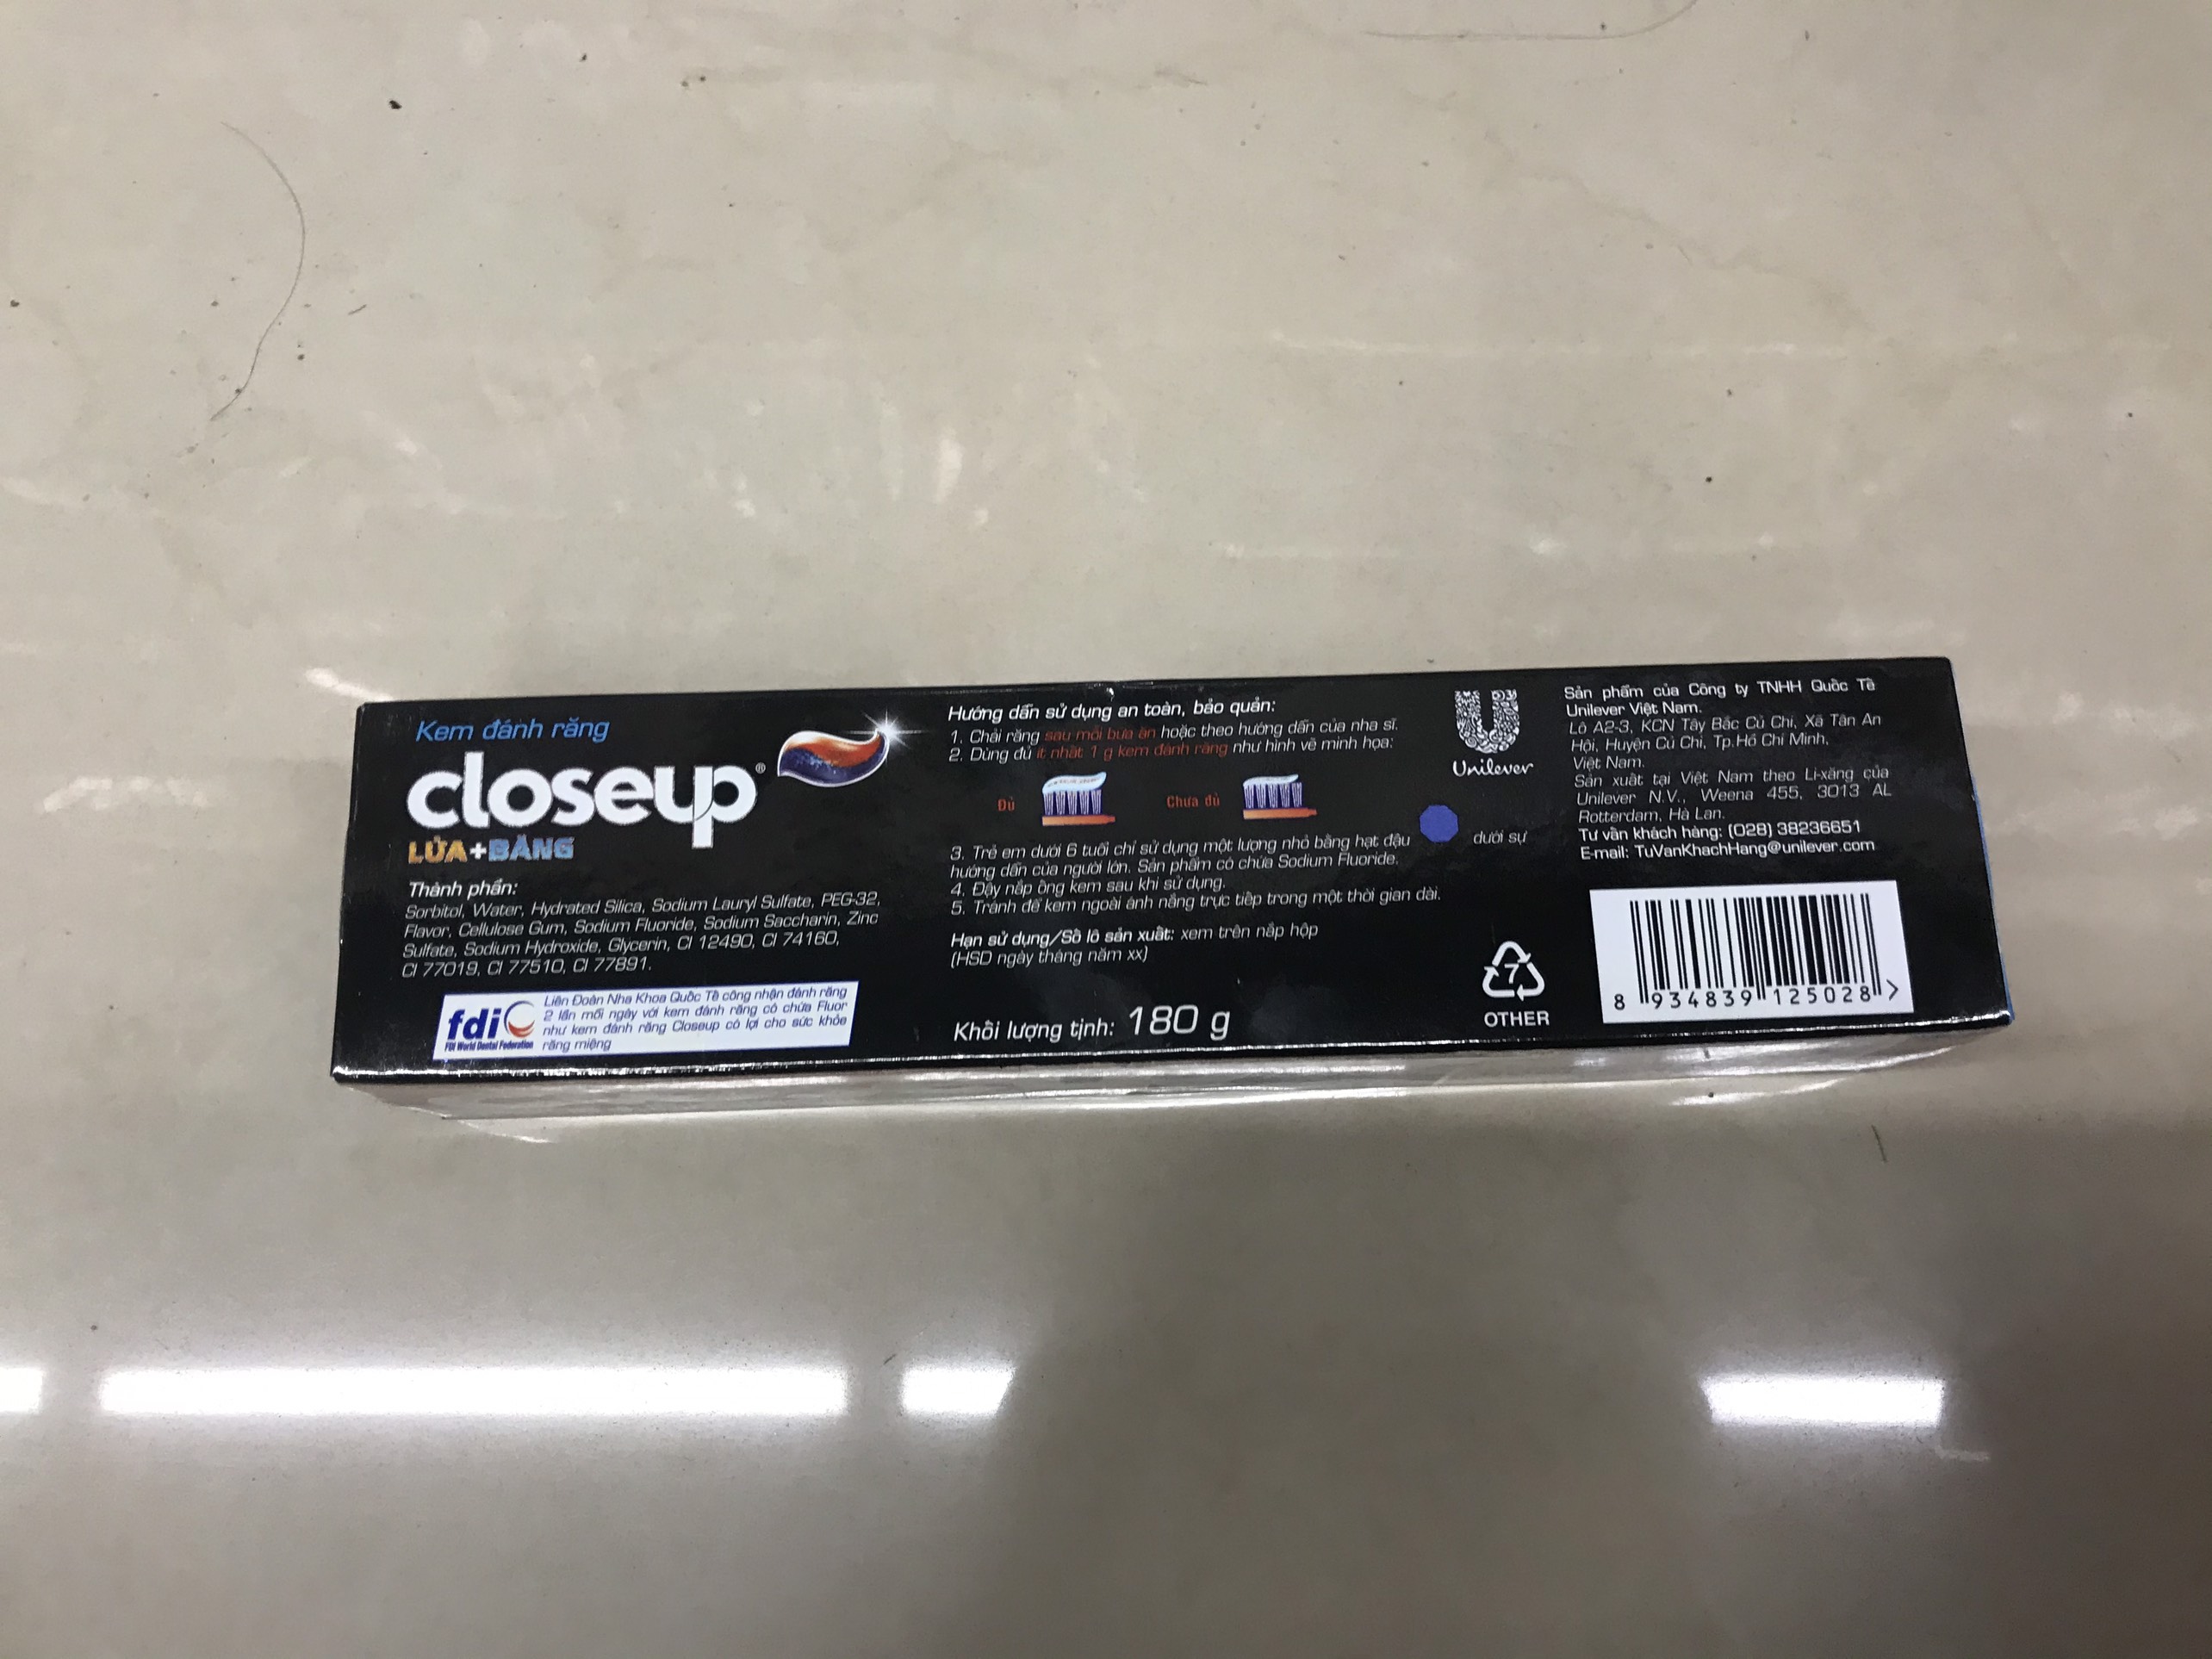 Kem đánh răng
closeup®
LỬA+BĂNG
Thành phần:
Sorbitol, Water, Hydrated Silica, Sodium Lauryl Sulfate, PEG-32,
Flavor, Cellulose Gum, Sodium Fluoride, Sodium Saccharin, Zinc
Sulfate, Sodium Hydroxide, Glycerin, CI 12490, CI 74160,
CI 77019, CI 77510, CI 77891.
fdi
FDI World Dental Federation
Liên Đoàn Nha Khoa Quốc Tế công nhận đánh răng
2 lần mỗi ngày với kem đánh răng có chứa Fluor
như kem đánh răng Closeup có lợi cho sức khỏe
răng miệng
Hướng dẫn sử dụng an toàn, bảo quản:
1. Chải răng sau mỗi bữa ăn hoặc theo hướng dẫn của nha sĩ.
2. Dùng đủ ít nhất 1 g kem đánh răng như hình vẽ minh họa:
Đủ
Chưa đủ
3. Trẻ em dưới 6 tuổi chỉ sử dụng một lượng nhỏ bằng hạt đậu dưới sự
hướng dẫn của người lớn. Sản phẩm có chứa Sodium Fluoride.
4. Đậy nắp ống kem sau khi sử dụng.
5. Tránh để kem ngoài ánh nắng trực tiếp trong một thời gian dài.
Hạn sử dụng/Số lô sản xuất: xem trên nắp hộp
(HSD ngày tháng năm xx)
Khối lượng tịnh: 180 g
Unilever
7
OTHER
Sản phẩm của Công ty TNHH Quốc Tế
Unilever Việt Nam.
Lô A2-3, KCN Tây Bắc Củ Chi, Xã Tân An
Hội, Huyện Củ Chi, Tp.Hồ Chí Minh,
Việt Nam.
Sản xuất tại Việt Nam theo Li-xăng của
Unilever N.V., Weena 455, 3013 AL
Rotterdam, Hà Lan.
Tư vấn khách hàng: (028) 38236651
E-mail: TuVanKhachHang@unilever.com
8 934839 125028 >